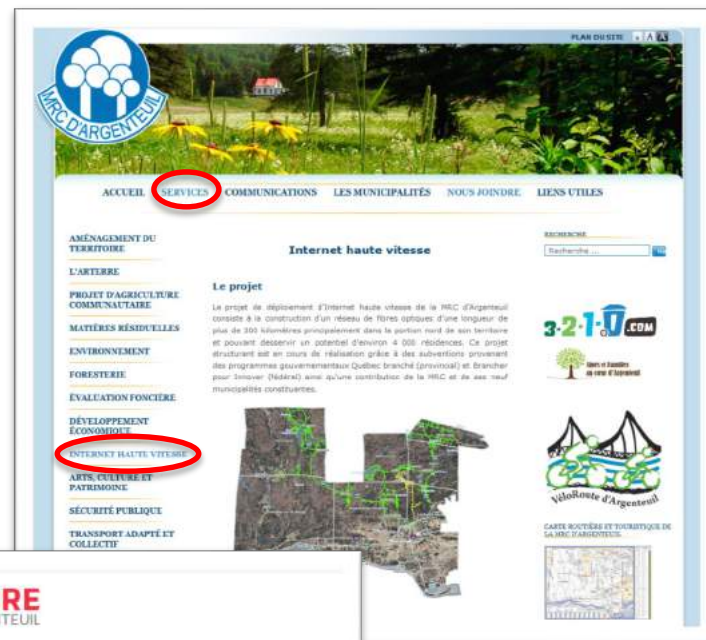 PLAN DU SITE A A A
MRC D'ARGENTEUIL
ACCUEIL SERVICES COMMUNICATIONS LES MUNICIPALITÉS NOUS JOINDRE LIENS UTILES
AMÉNAGEMENT DU
TERRITOIRE
L'ARTERRE
PROJET D'AGRICULTURE
COMMUNAUTAIRE
MATIÈRES RÉSIDUELLES
ENVIRONNEMENT
FORESTERIE
ÉVALUATION FONCIÈRE
DÉVELOPPEMENT
ÉCONOMIQUE
INTERNET HAUTE VITESSE
ARTS, CULTURE ET
PATRIMOINE
SÉCURITÉ PUBLIQUE
TRANSPORT ADAPTÉ ET
COLLECTIF
Internet haute vitesse
Le projet
Le projet de déploiement d'Internet haute vitesse de la MRC d'Argenteuil
consiste à la construction d'un réseau de fibres optiques d'une longueur de
plus de 300 kilomètres principalement dans la portion nord de son territoire
et pouvant desservir un potentiel d'environ 4 000 résidences. Ce projet
structurant est en cours de réalisation grâce à des subventions provenant
des programmes gouvernementaux Québec branché (provincial) et Brancher
pour Innover (fédéral) ainsi qu'une contribution de la MRC et de ses neuf
municipalités constituantes.
RECHERCHE
Recherche ...
3-2-1-0.COM
au cœur d'Argenteuil
VéloRoute d'Argenteuil
CARTE ROUTIÈRE ET TOURISTIQUE DE
LA MRC D'ARGENTEUIL
RE
NTEUIL